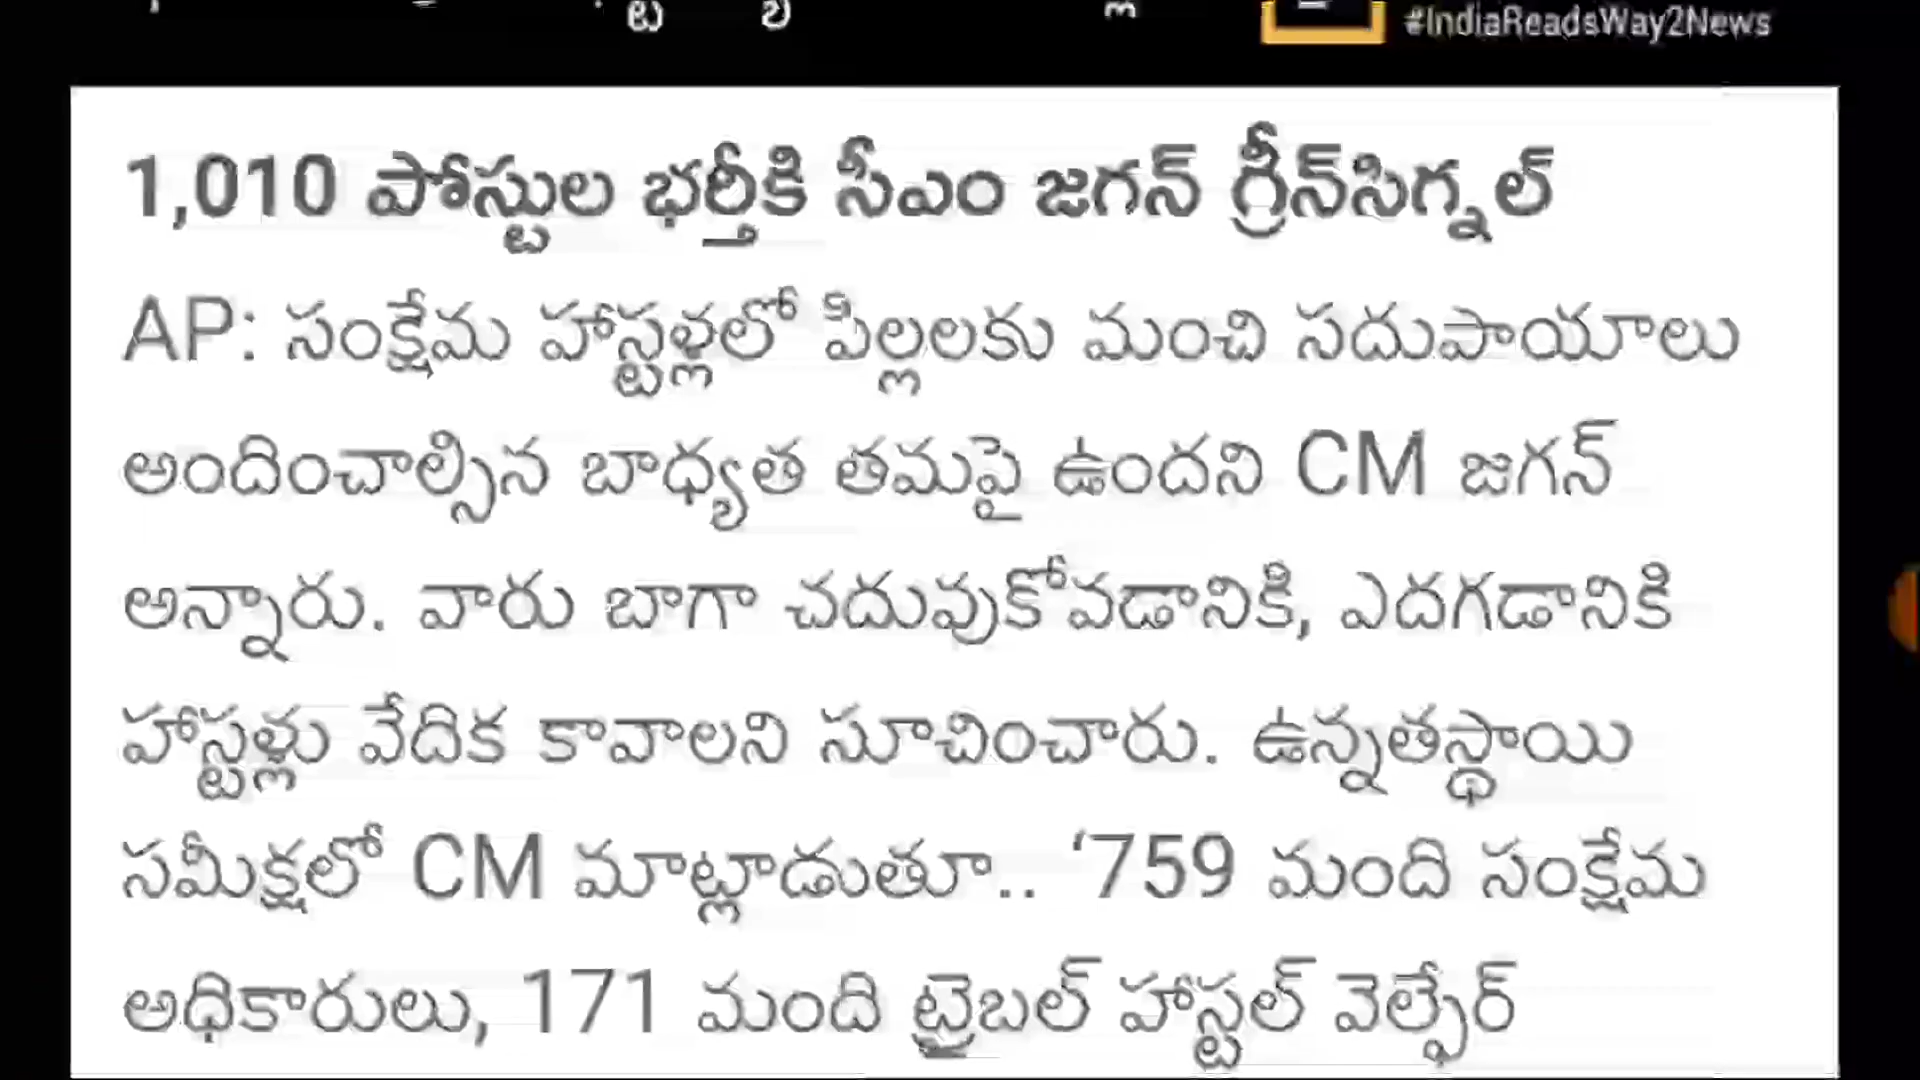 #IndiaReadsWay2News
1,010 పోస్టుల భర్తీకి సీఎం జగన్ గ్రీన్‌సిగ్నల్
AP: సంక్షేమ హాస్టళ్లలో పిల్లలకు మంచి సదుపాయాలు
అందించాల్సిన బాధ్యత తమపై ఉందని CM జగన్
అన్నారు. వారు బాగా చదువుకోవడానికి, ఎదగడానికి
హాస్టళ్లు వేదిక కావాలని సూచించారు. ఉన్నతస్థాయి
సమీక్షలో CM మాట్లాడుతూ.. ‘759 మంది సంక్షేమ
అధికారులు, 171 మంది ట్రైబల్ హాస్టల్ వెల్ఫేర్